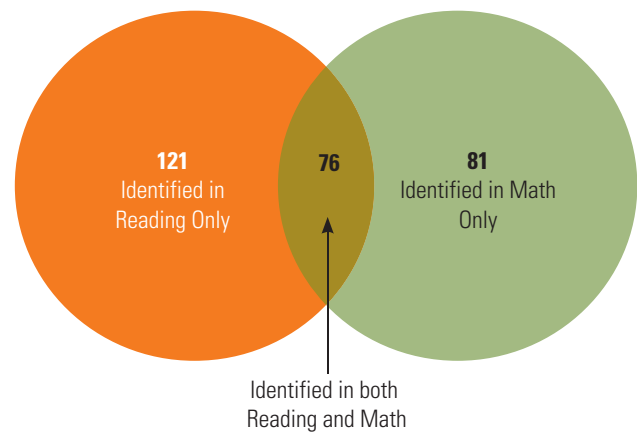 121
Identified in
Reading Only
76
81
Identified in Math
Only
Identified in both
Reading and Math